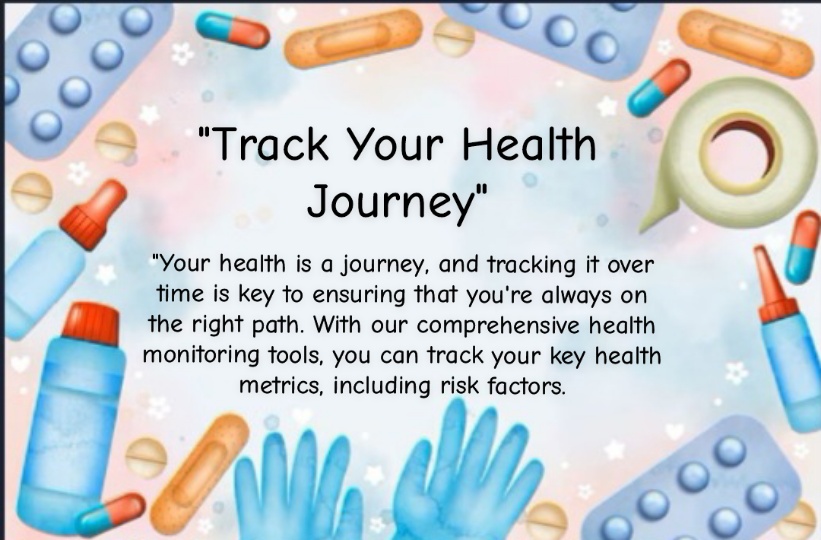 "Track Your Health
Journey"
"Your health is a journey, and tracking it over
time is key to ensuring that you're always on
the right path. With our comprehensive health
monitoring tools, you can track your key health
metrics, including risk factors.